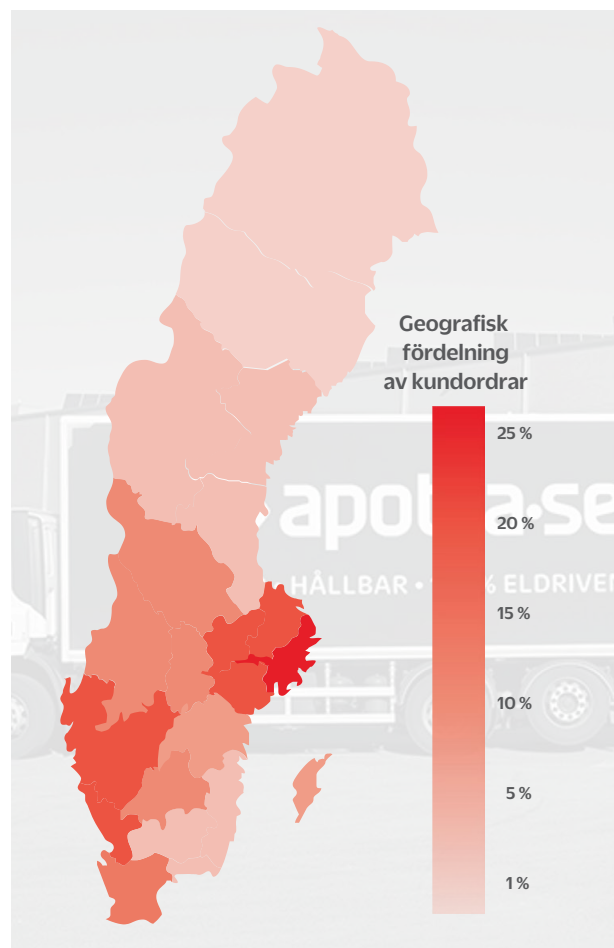 Geografisk
fördelning
av kundordrar
25 %
20 %
15 %
10 %
5 %
1 %
HÅLLBAR •
% ELDRIVEN